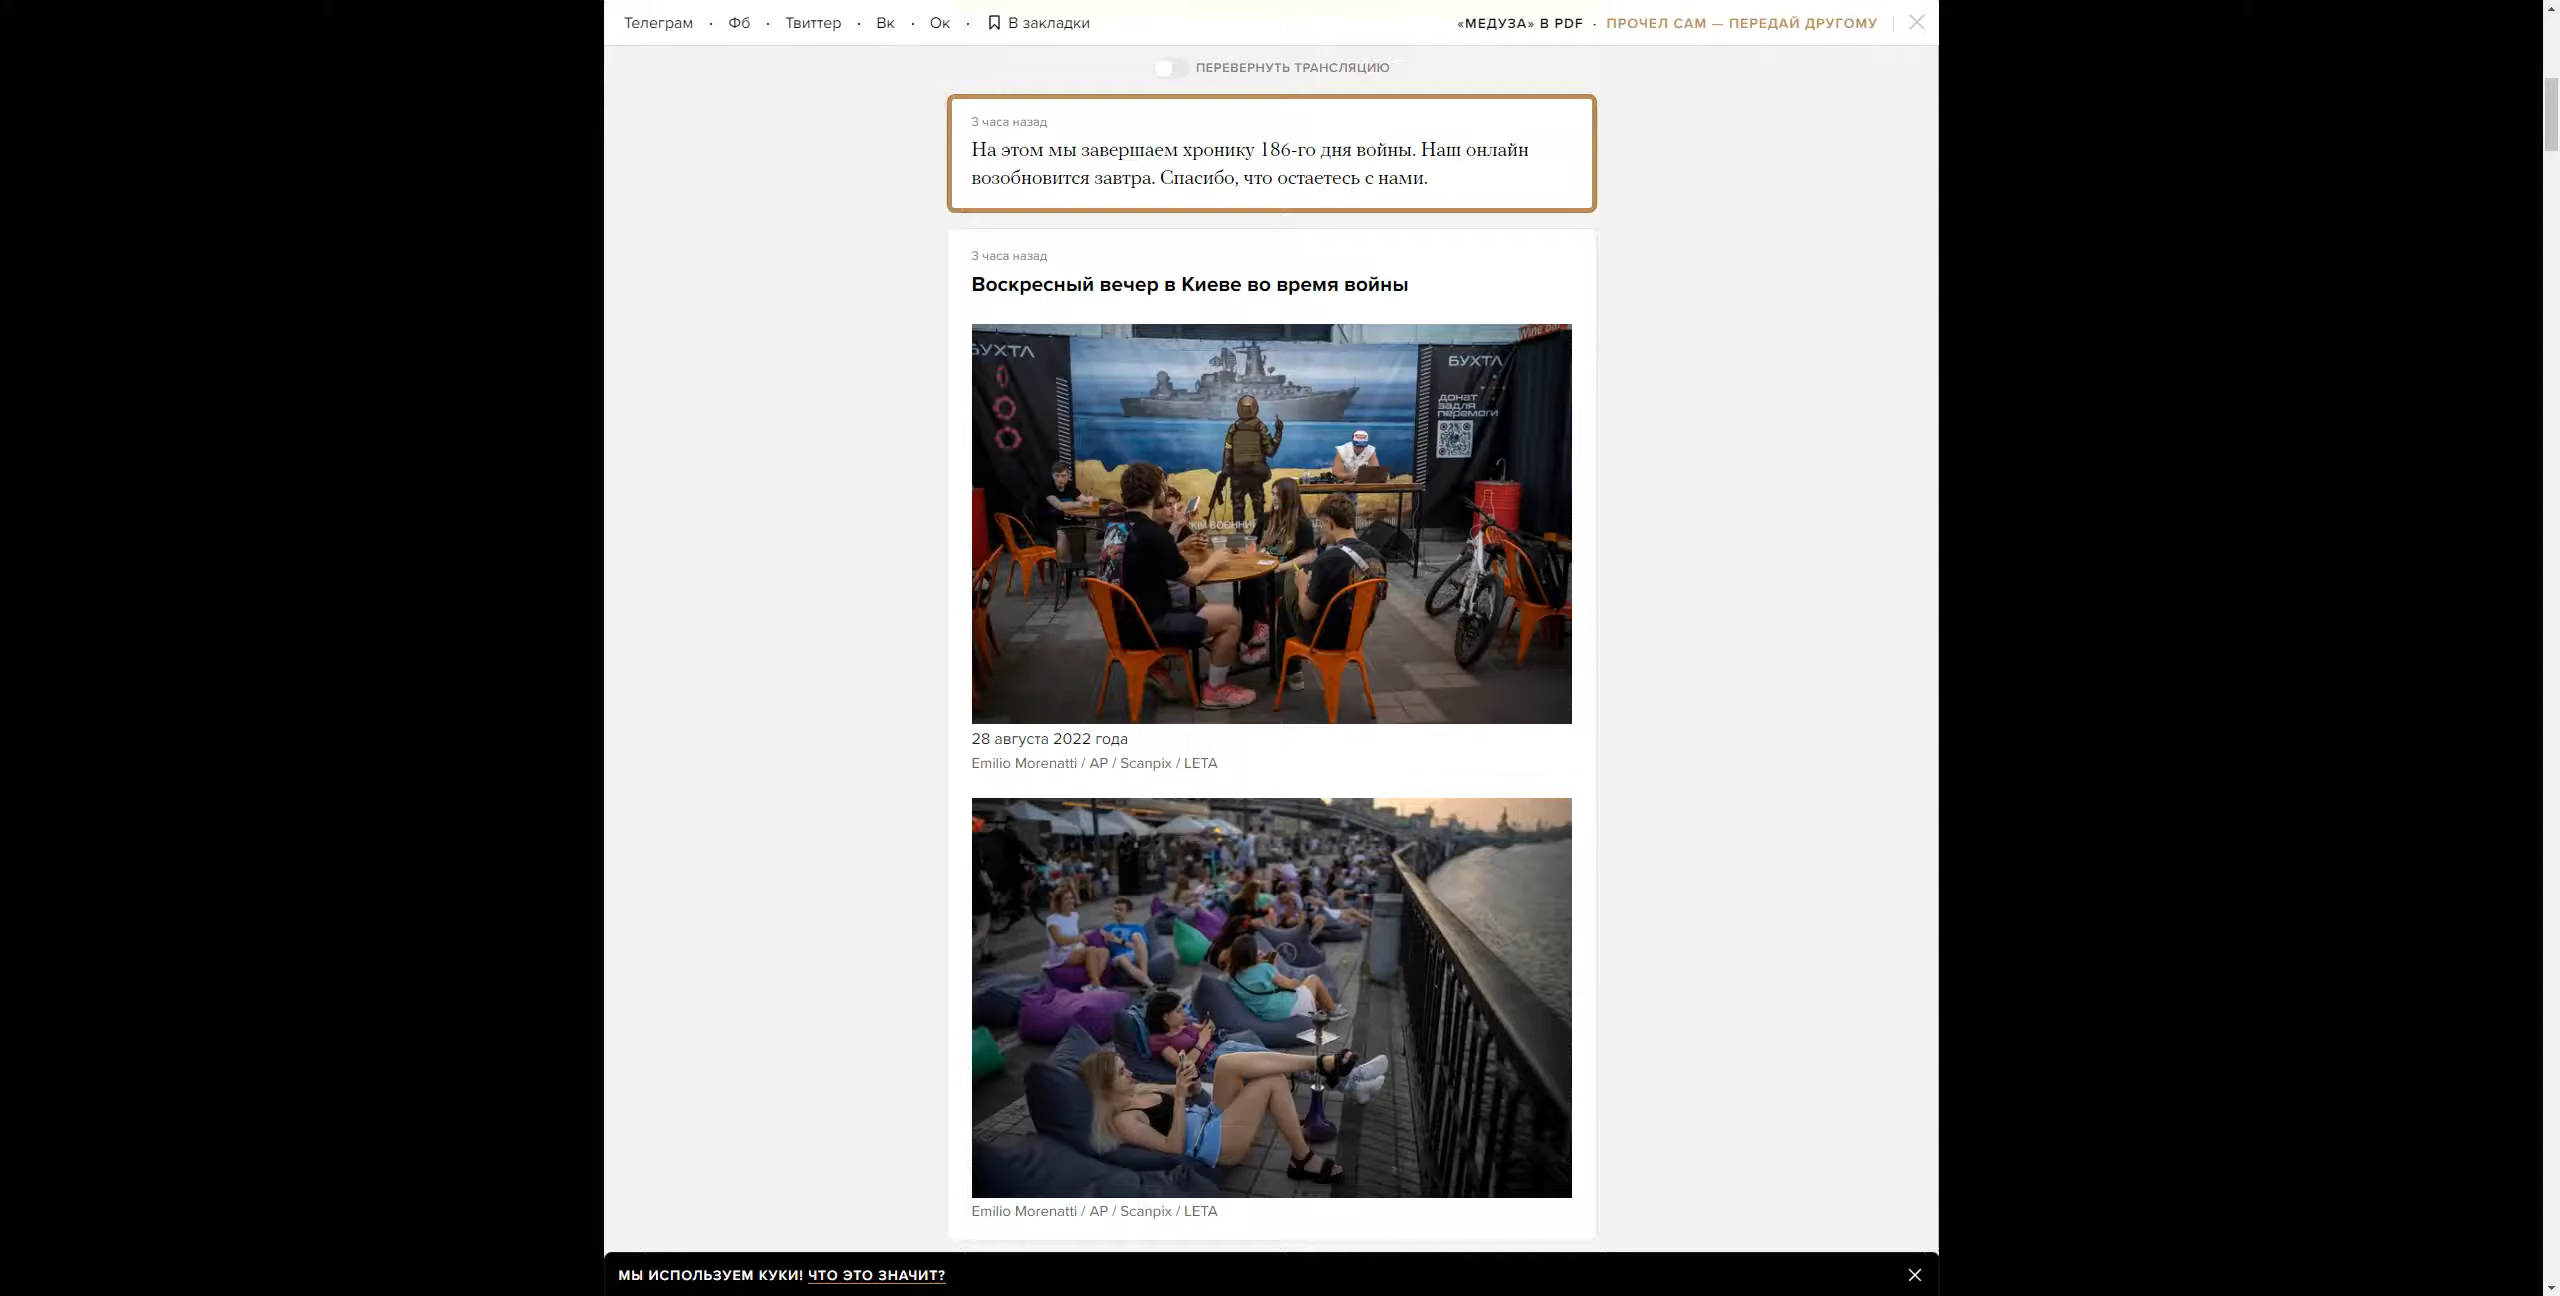 Телеграм · Фб · Твиттер · Вк · Ок · В закладки
«МЕДУЗА» В PDF · ПРОЧЕЛ САМ — ПЕРЕДАЙ ДРУГОМУ
ПЕРЕВЕРНУТЬ ТРАНСЛЯЦИЮ
3 часа назад
На этом мы завершаем хронику 186-го дня войны. Наш онлайн
возобновится завтра. Спасибо, что остаетесь с нами.
3 часа назад
Воскресный вечер в Киеве во время войны
Wine Bar
БУХТА
БУХТА
ДОНАТ
ЗАДЛЯ
ПЕРЕМОГИ
28 августа 2022 года
Emilio Morenatti / AP / Scanpix / LETA
Emilio Morenatti / AP / Scanpix / LETA
МЫ ИСПОЛЬЗУЕМ КУКИ! ЧТО ЭТО ЗНАЧИТ?